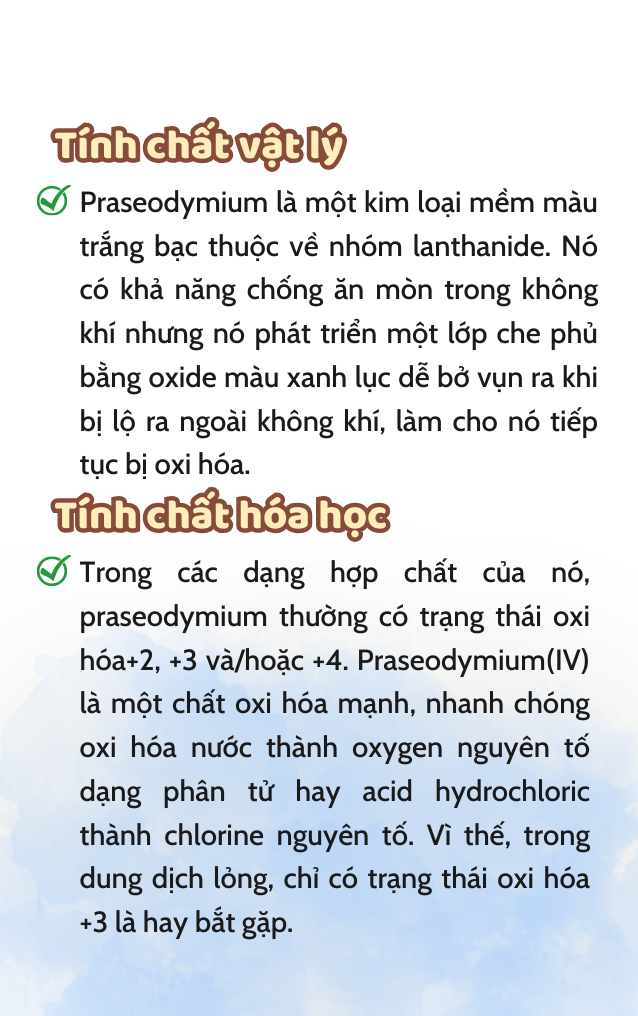 Tính chất vật lý
Praseodymium là một kim loại mềm màu
trắng bạc thuộc về nhóm lanthanide. Nó
có khả năng chống ăn mòn trong không
khí nhưng nó phát triển một lớp che phủ
bằng oxide màu xanh lục dễ bở vụn ra khi
bị lộ ra ngoài không khí, làm cho nó tiếp
tục bị oxi hóa.
Tính chất hóa học
Trong các dạng hợp chất của nó,
praseodymium thường có trạng thái oxi
hóa+2, +3 và/hoặc +4. Praseodymium(IV)
là một chất oxi hóa mạnh, nhanh chóng
oxi hóa nước thành oxygen nguyên tố
dạng phân tử hay acid hydrochloric
thành chlorine nguyên tố. Vì thế, trong
dung dịch lỏng, chỉ có trạng thái oxi hóa
+3 là hay bắt gặp.